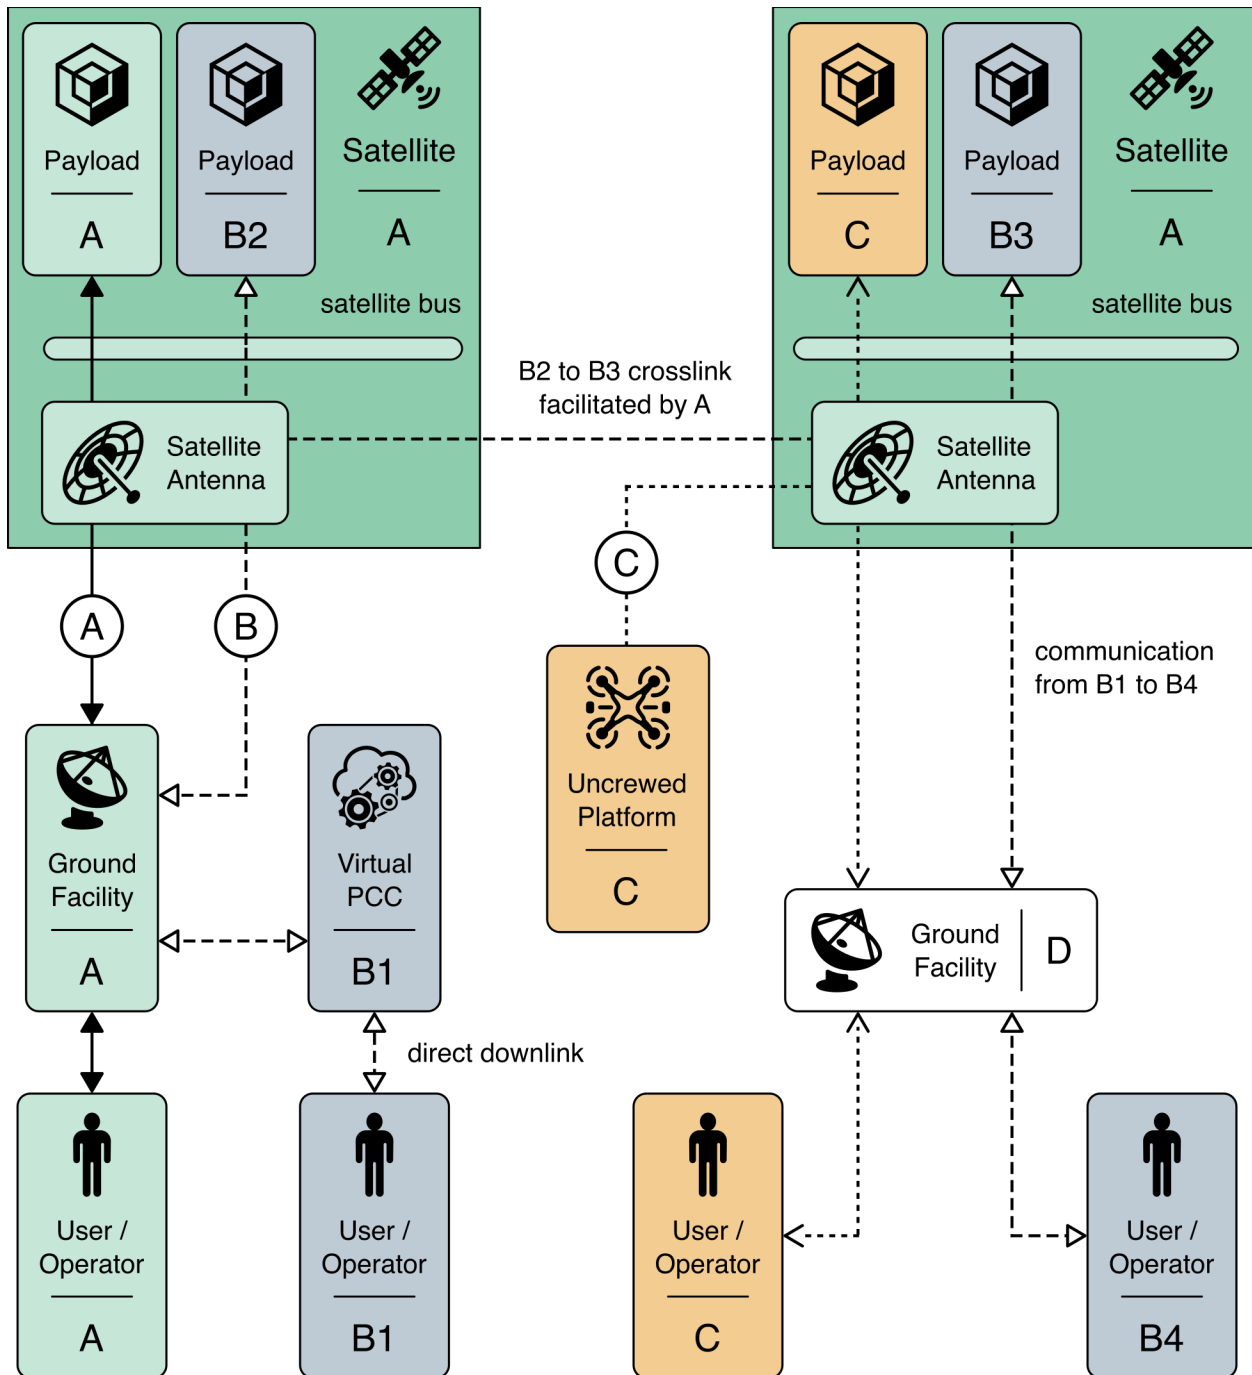 Payload
A
Payload
B2
Satellite
A
satellite bus
Satellite
Antenna
Payload
C
Payload
B3
Satellite
A
satellite bus
Satellite
Antenna
B2 to B3 crosslink
facilitated by A
A
B
C
communication
from B1 to B4
Ground
Facility
A
Virtual
PCC
B1
Uncrewed
Platform
C
Ground
Facility
D
direct downlink
User /
Operator
A
User /
Operator
B1
User /
Operator
C
User /
Operator
B4